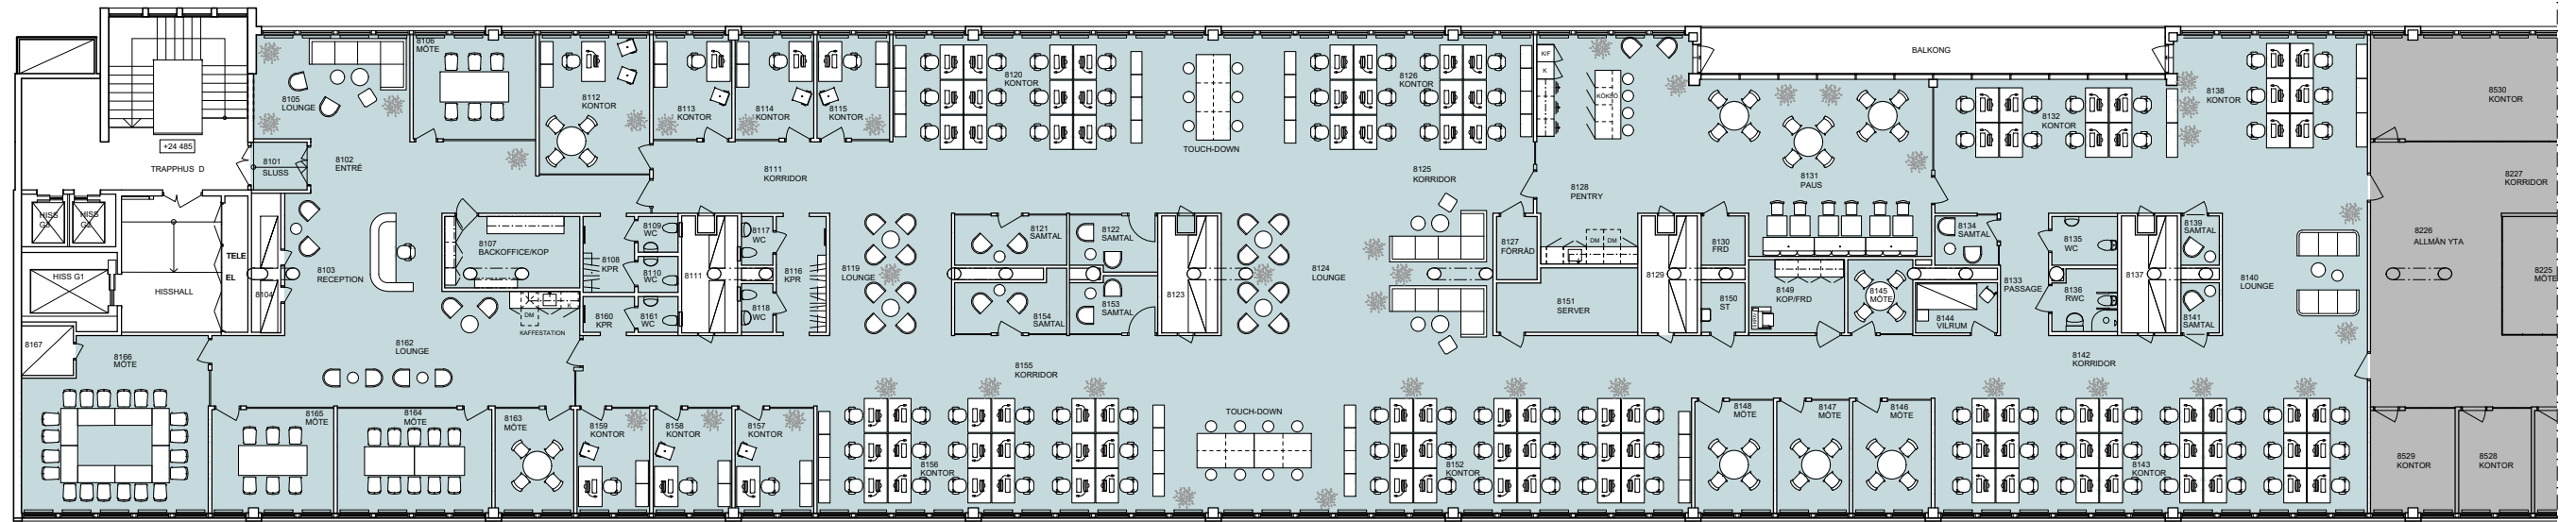 BALKONG
8106
MÖTE
8105
LOUNGE
8112
KONTOR
8113
KONTOR
8114
KONTOR
8115
KONTOR
8120
KONTOR
TOUCH-DOWN
8126
KONTOR
K/F
K
KÖKSÖ
8132
KONTOR
8138
KONTOR
8530
KONTOR
+24 485
TRAPPHUS D
8101
SLUSS
8102
ENTRÉ
8111
KORRIDOR
8125
KORRIDOR
8128
PENTRY
8131
PAUS
8227
KORRIDOR
HISS
G3
HISS
G2
HISS G1
HISSHALL
TELE
EL
8104
8103
RECEPTION
8107
BACKOFFICE/KOP
DM
KAFFESTATION
8108
KPR
8109
WC
8110
WC
8160
KPR
8161
WC
8111
8117
WC
8118
WC
8116
KPR
8119
LOUNGE
8121
SAMTAL
8122
SAMTAL
8154
SAMTAL
8153
SAMTAL
8123
8124
LOUNGE
8127
FÖRRÅD
DM
DM
8151
SERVER
8129
8130
FRD
8150
ST
8149
KOP/FRD
8145
MÖTE
8134
SAMTAL
8144
VILRUM
8133
PASSAGE
8135
WC
8136
RWC
8137
8139
SAMTAL
8141
SAMTAL
8140
LOUNGE
8226
ALLMÄN YTA
8225
MÖTE
8167
8166
MÖTE
8162
LOUNGE
8155
KORRIDOR
8142
KORRIDOR
8165
MÖTE
8164
MÖTE
8163
MÖTE
8159
KONTOR
8158
KONTOR
8157
KONTOR
8156
KONTOR
TOUCH-DOWN
8152
KONTOR
8148
MÖTE
8147
MÖTE
8146
MÖTE
8143
KONTOR
8529
KONTOR
8528
KONTOR